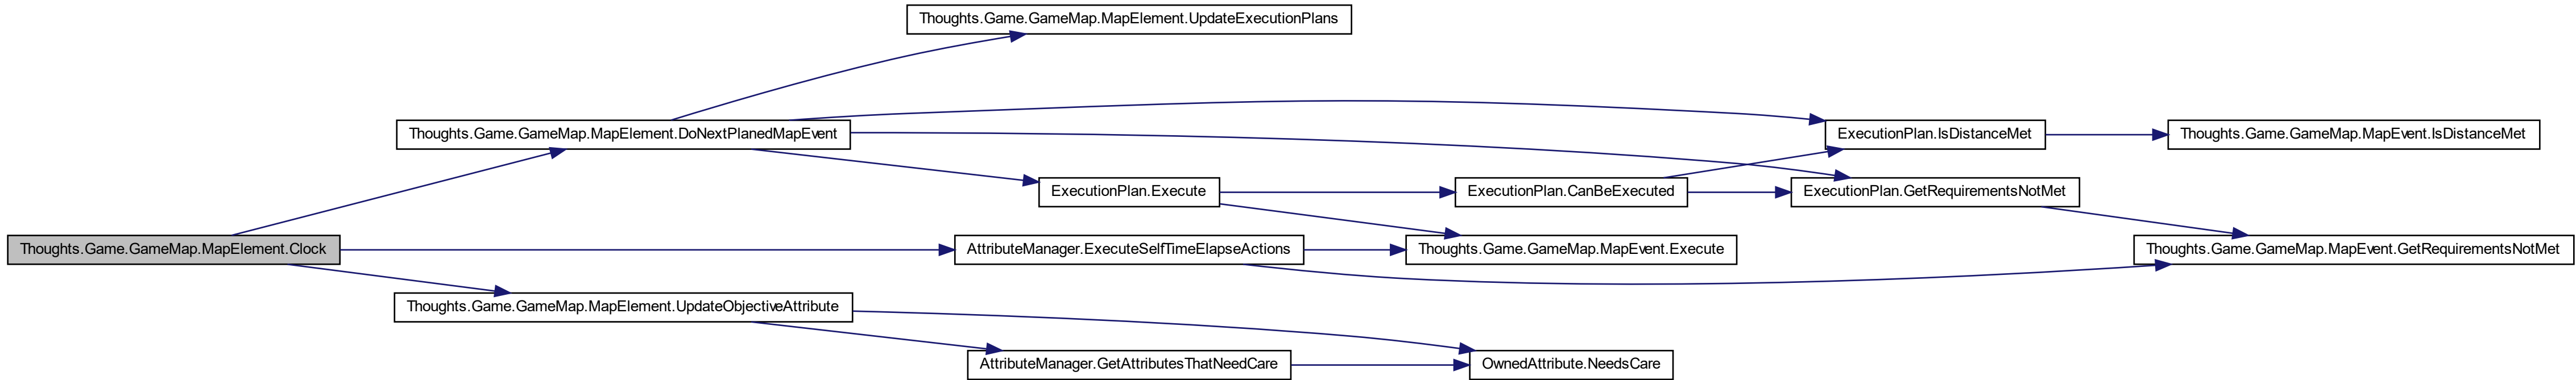 Thoughts.Game.GameMap.MapElement.UpdateExecutionPlans
Thoughts.Game.GameMap.MapElement.DoNextPlanedMapEvent
ExecutionPlan.IsDistanceMet
Thoughts.Game.GameMap.MapEvent.IsDistanceMet
ExecutionPlan.Execute
ExecutionPlan.CanBeExecuted
ExecutionPlan.GetRequirementsNotMet
Thoughts.Game.GameMap.MapElement.Clock
AttributeManager.ExecuteSelfTimeElapseActions
Thoughts.Game.GameMap.MapEvent.Execute
Thoughts.Game.GameMap.MapEvent.GetRequirementsNotMet
Thoughts.Game.GameMap.MapElement.UpdateObjectiveAttribute
AttributeManager.GetAttributesThatNeedCare
OwnedAttribute.NeedsCare